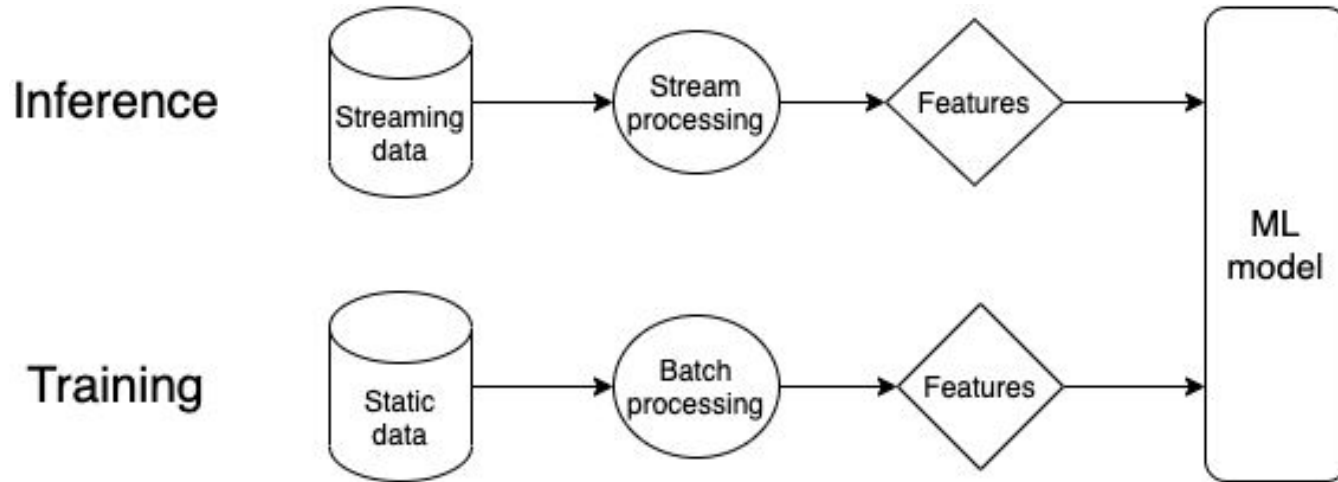 Inference
Streaming
data
Stream
processing
Features
ML
model
Training
Static
data
Batch
processing
Features